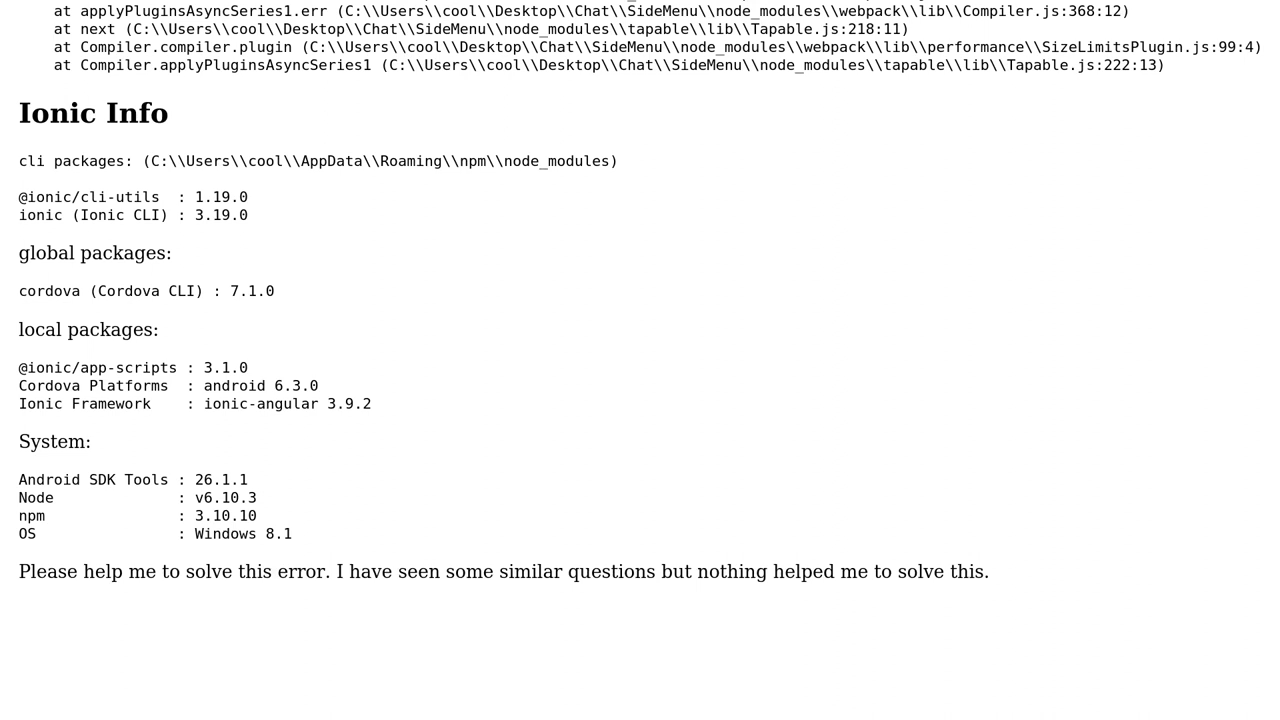 at applyPluginsAsyncSeries1.err (C:\\Users\\cool\\Desktop\\Chat\\SideMenu\\node_modules\\webpack\\lib\\Compiler.js:368:12)
at next (C:\\Users\\cool\\Desktop\\Chat\\SideMenu\\node_modules\\tapable\\lib\\Tapable.js:218:11)
at Compiler.compiler.plugin (C:\\Users\\cool\\Desktop\\Chat\\SideMenu\\node_modules\\webpack\\lib\\performance\\SizeLimitsPlugin.js:99:4)
at Compiler.applyPluginsAsyncSeries1 (C:\\Users\\cool\\Desktop\\Chat\\SideMenu\\node_modules\\tapable\\lib\\Tapable.js:222:13)
Ionic Info
cli packages: (C:\\Users\\cool\\AppData\\Roaming\\npm\\node_modules)
@ionic/cli-utils  : 1.19.0
ionic (Ionic CLI) : 3.19.0
global packages:
cordova (Cordova CLI) : 7.1.0
local packages:
@ionic/app-scripts : 3.1.0
Cordova Platforms  : android 6.3.0
Ionic Framework    : ionic-angular 3.9.2
System:
Android SDK Tools : 26.1.1
Node              : v6.10.3
npm               : 3.10.10
OS                : Windows 8.1
Please help me to solve this error. I have seen some similar questions but nothing helped me to solve this.